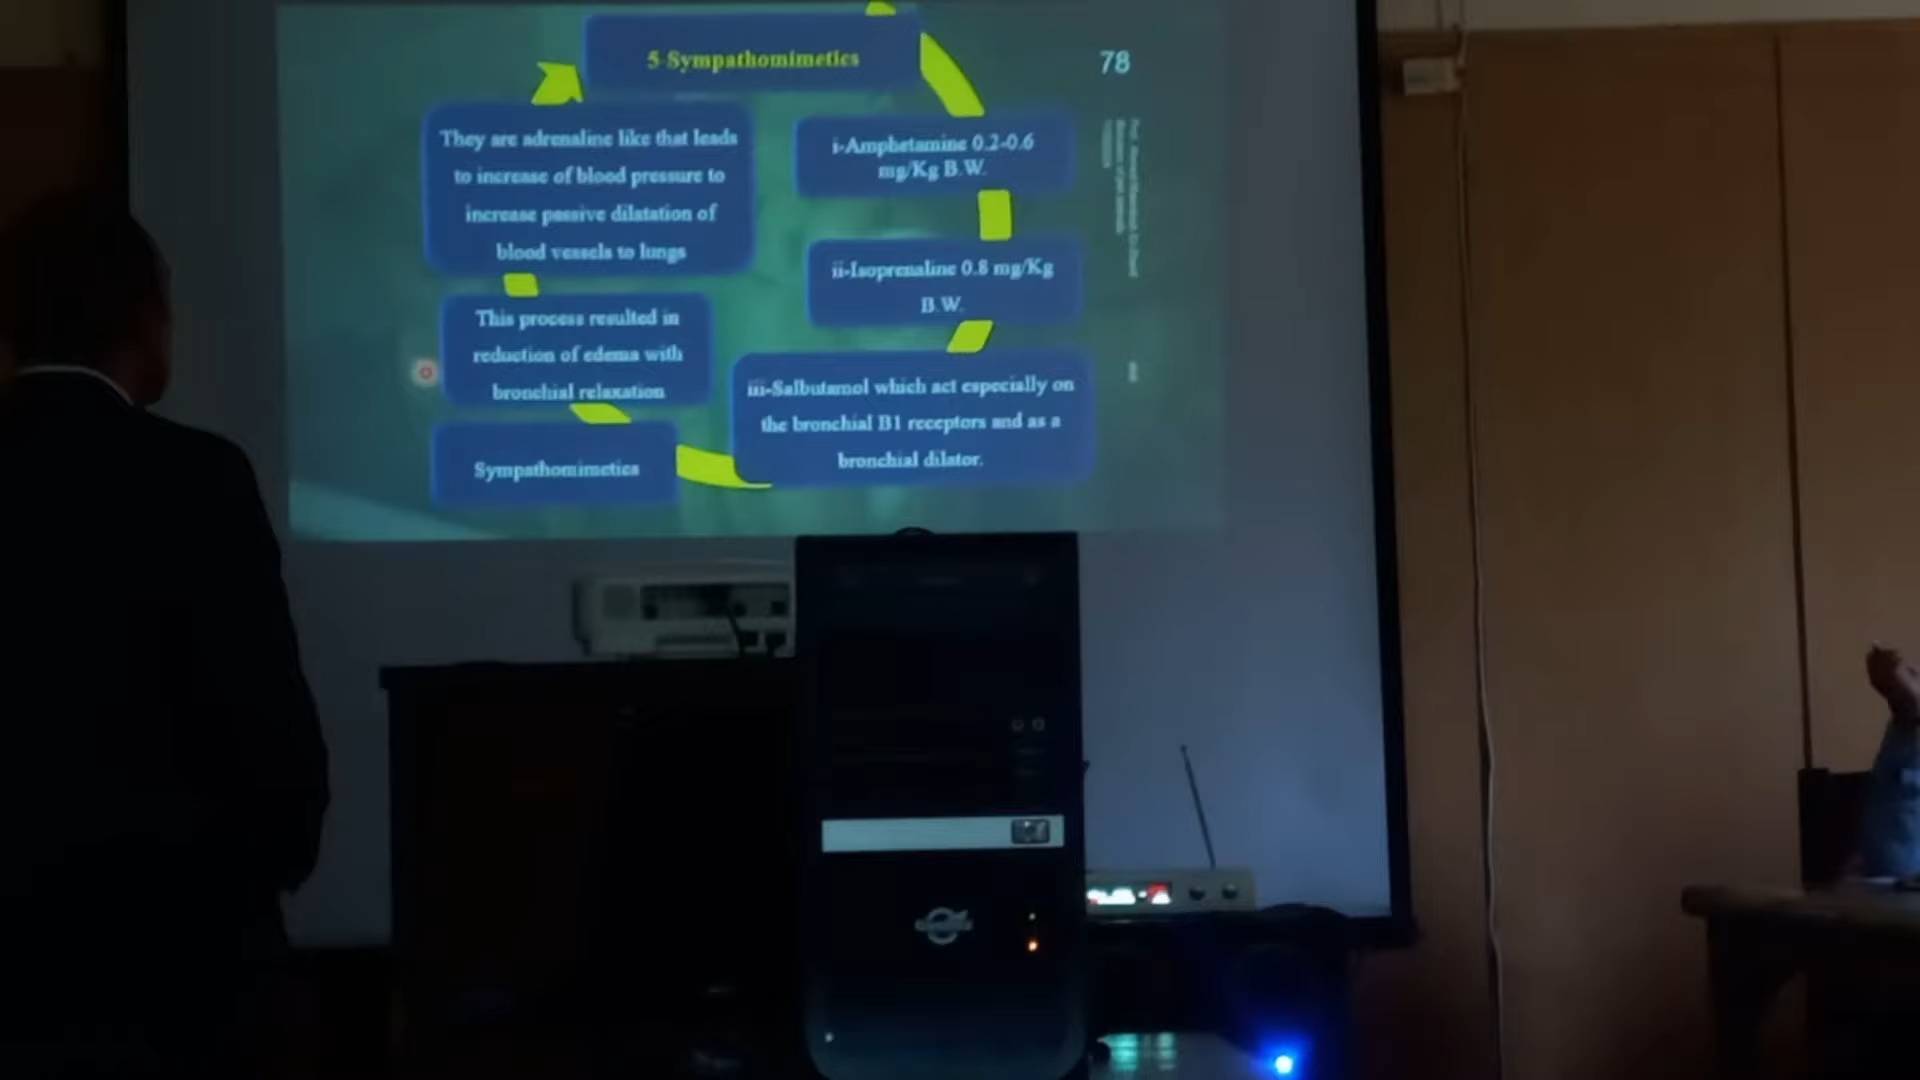 5-Sympathomimetics
78
i-Amphetamine 0.2-0.6
mg/Kg B.W.
ii-Isoprenaline 0.8 mg/Kg
B.W.
iii-Salbutamol which act especially on
the bronchial B1 receptors and as a
bronchial dilator.
Sympathomimetics
This process resulted in
reduction of edema with
bronchial relaxation
They are adrenaline like that leads
to increase of blood pressure to
increase passive dilatation of
blood vessels to lungs